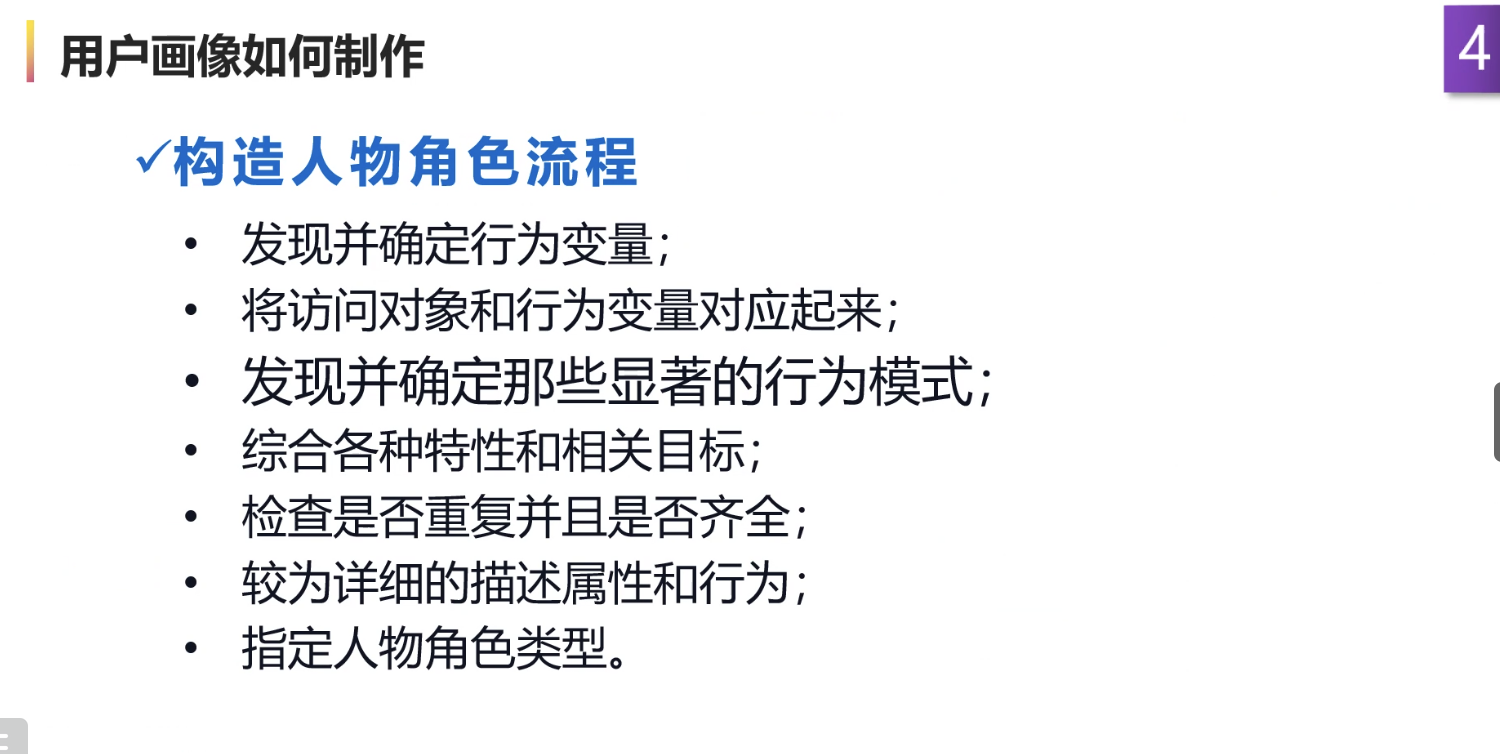 用户画像如何制作
4
✓构造人物角色流程
• 发现并确定行为变量；
• 将访问对象和行为变量对应起来；
• 发现并确定那些显著的行为模式；
• 综合各种特性和相关目标；
• 检查是否重复并且是否齐全；
• 较为详细的描述属性和行为；
• 指定人物角色类型。